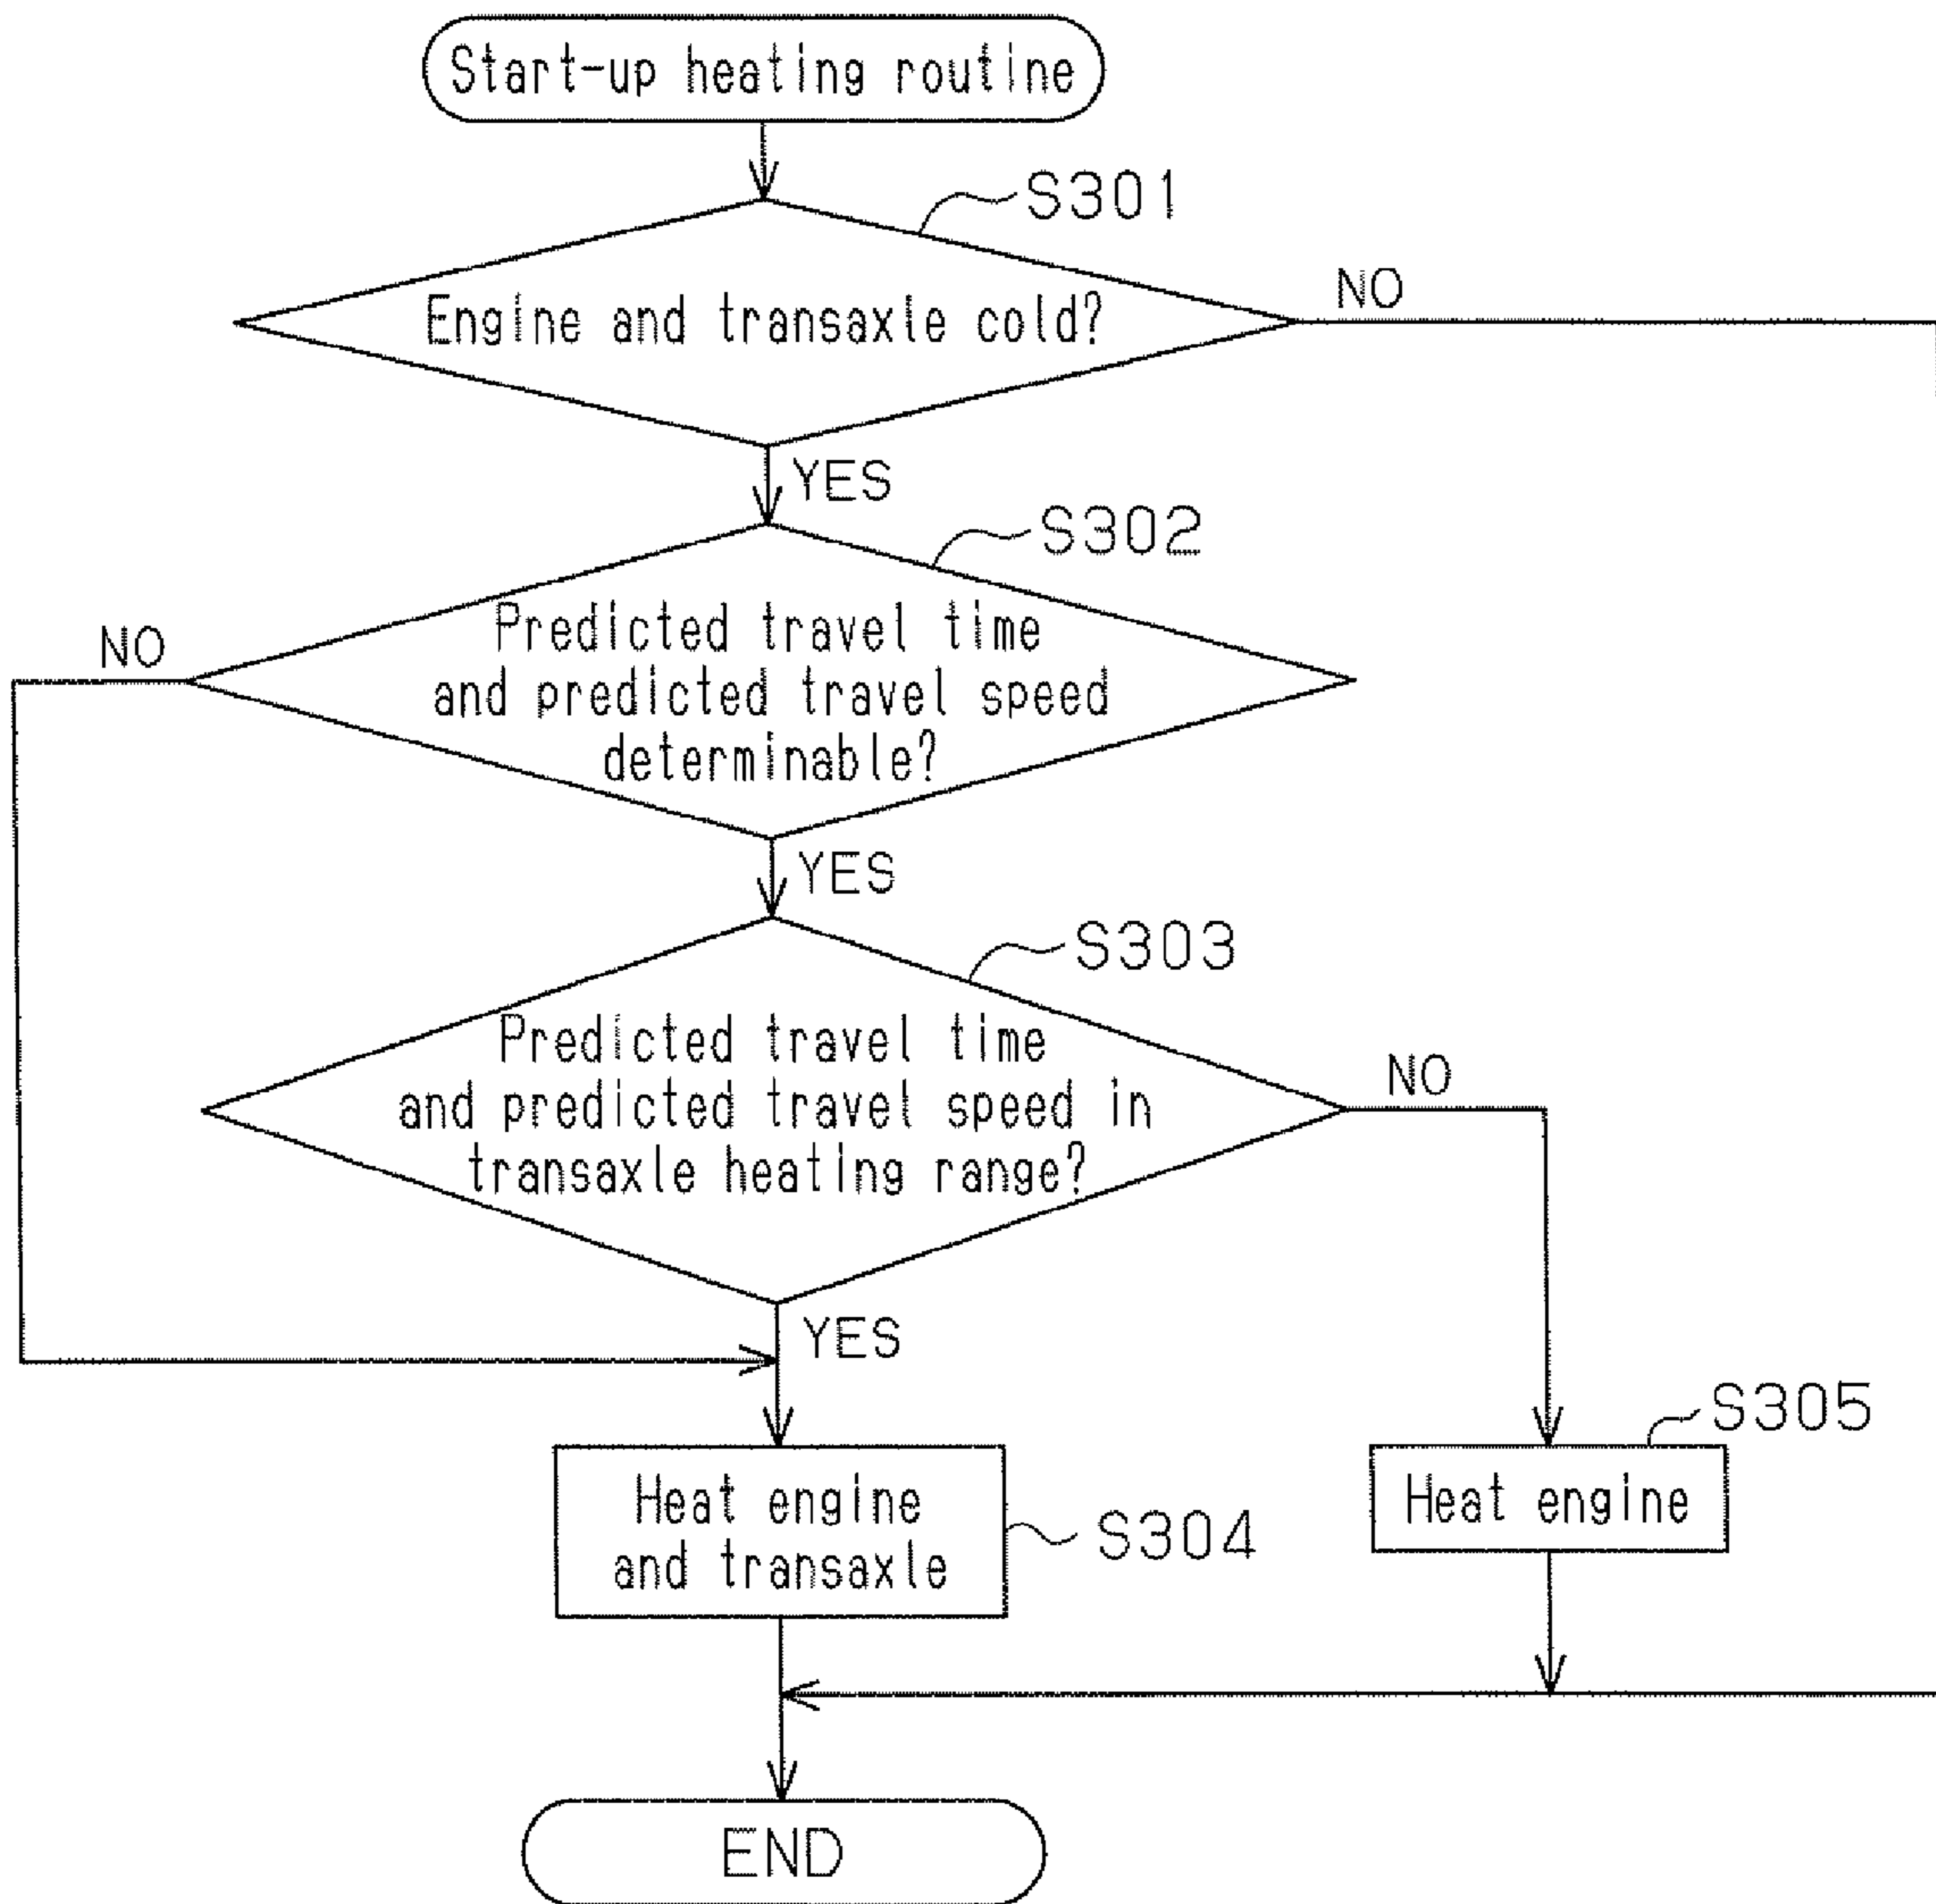 Start-up heating routine
S301
Engine and transaxle cold?
NO
YES
S302
Predicted travel time
and predicted travel speed
determinable?
NO
YES
S303
Predicted travel time
and predicted travel speed in
transaxle heating range?
NO
YES
Heat engine
and transaxle
S304
Heat engine
S305
END